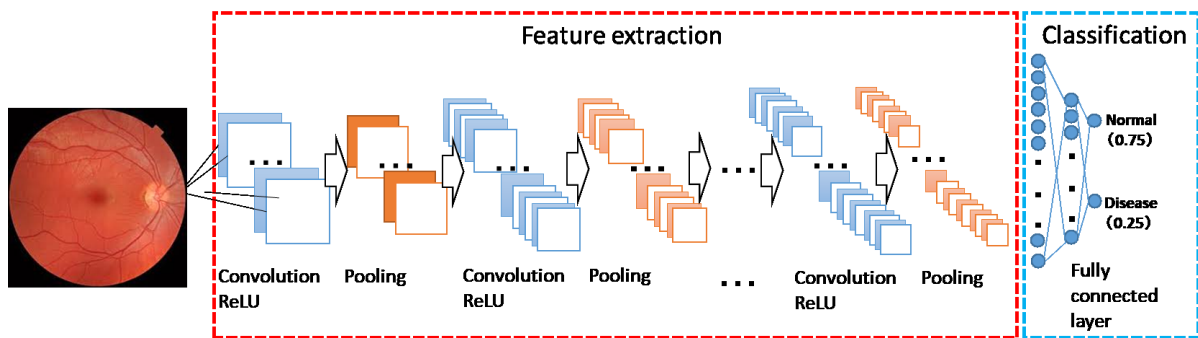 Feature extraction
Classification
Normal
(0.75)
Disease
(0.25)
Convolution
ReLU
Pooling
Convolution
ReLU
Pooling
...
Convolution
ReLU
Pooling
Fully
connected
layer